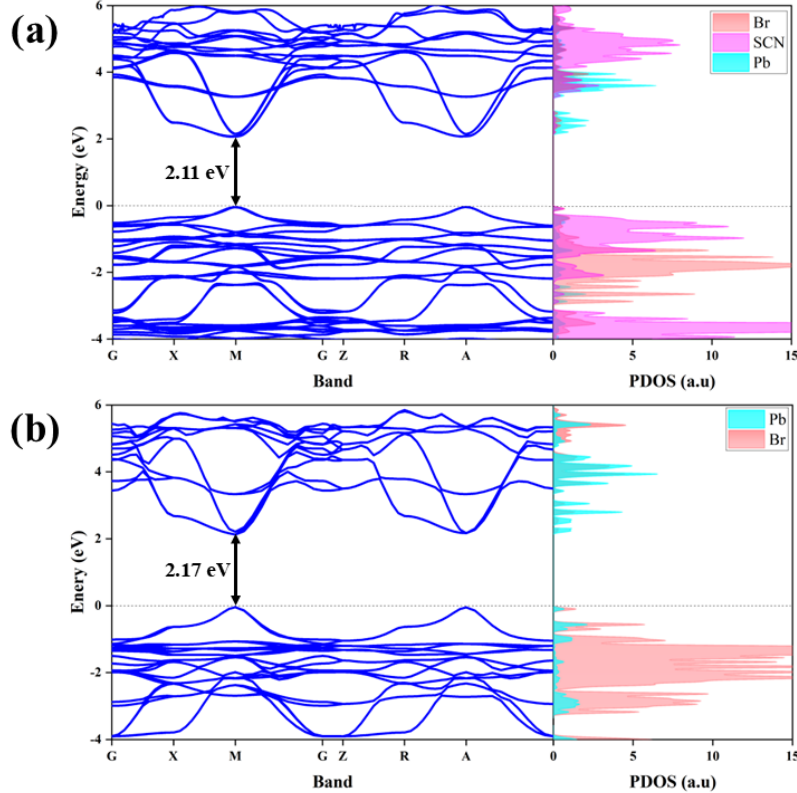 (a)
Energy (eV)
6
4
2
0
-2
-4
2.11 eV
G X M G Z R A
Band
Br
SCN
Pb
0 5 10 15
PDOS (a.u)
(b)
Enery (eV)
6
4
2
0
-2
-4
2.17 eV
G X M G Z R A
Band
Pb
Br
0 5 10 15
PDOS (a.u)